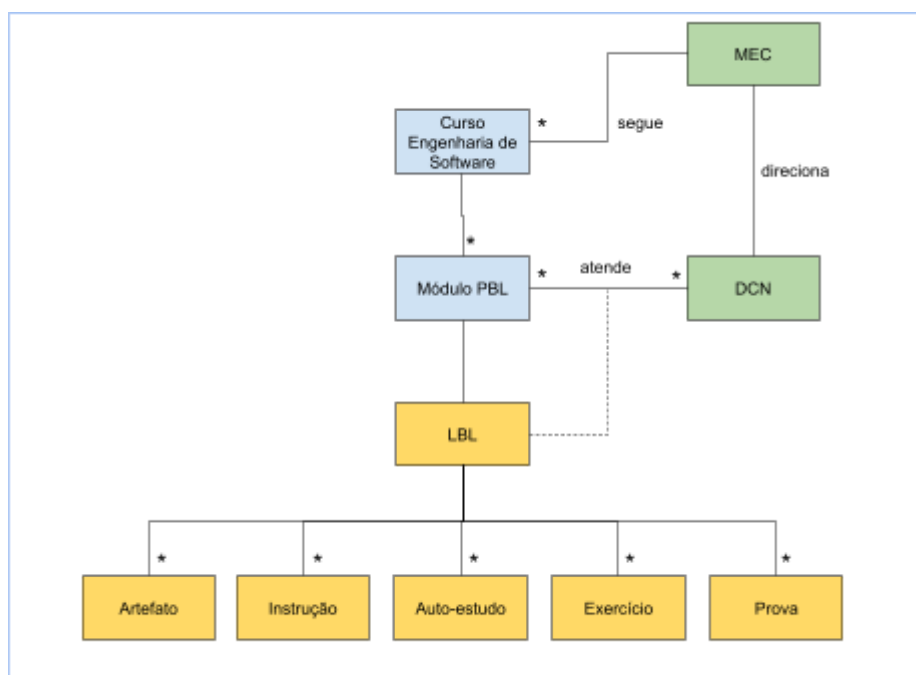 MEC
Curso
Engenharia de
Software
*
segue
direciona
*
Módulo PBL
*
atende
*
DCN
LBL
*
*
*
*
*
Artefato
Instrução
Auto-estudo
Exercício
Prova